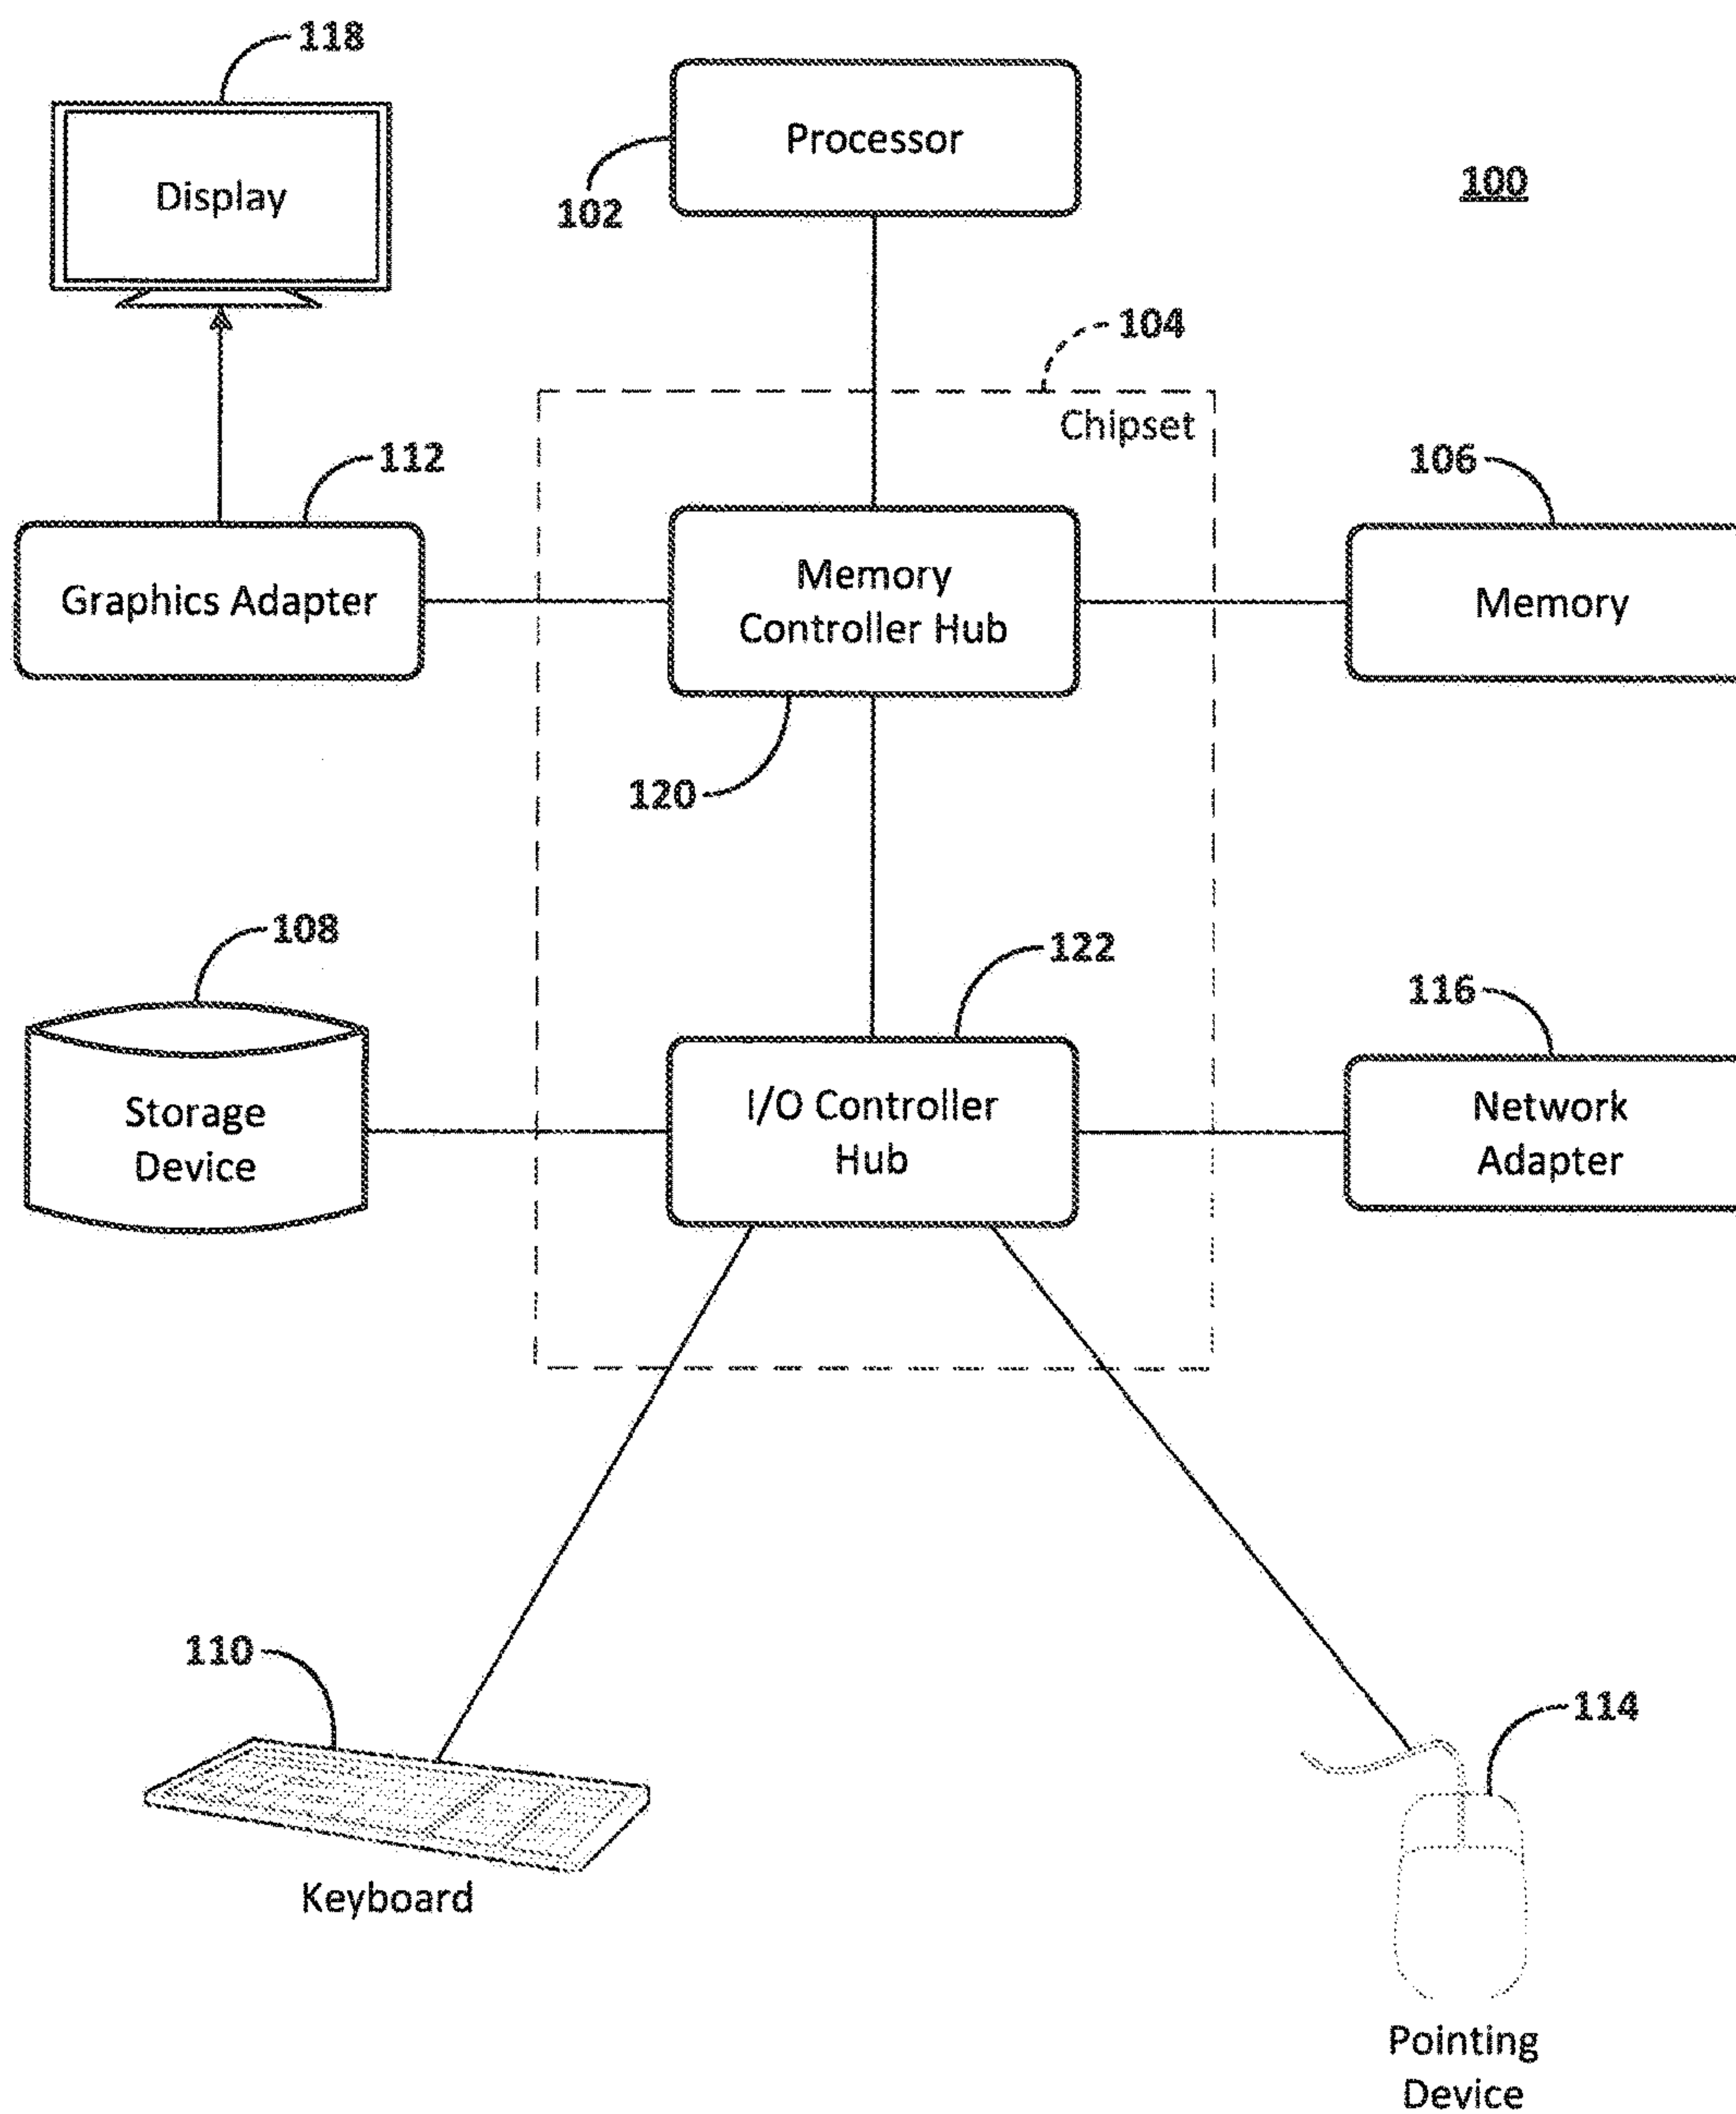 118
Display
Processor
102
100
104
Chipset
112
Graphics Adapter
Memory
Controller Hub
106
Memory
120
108
Storage
Device
122
I/O Controller
Hub
116
Network
Adapter
110
Keyboard
114
Pointing
Device